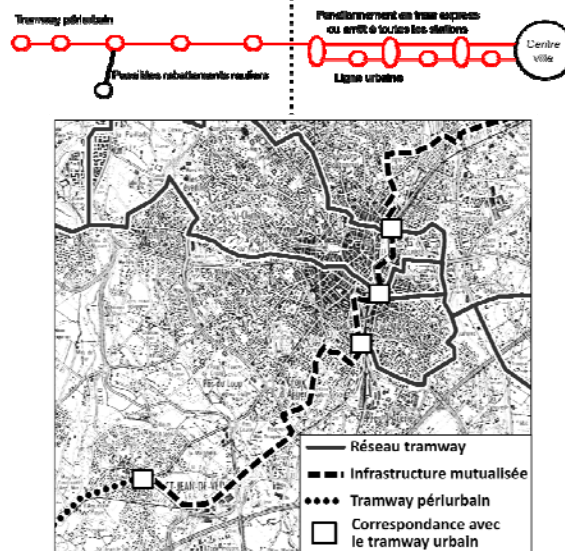 Tramway périurbain
Fonctionnement en tram express
ou arrêt à toutes les stations
Centre
ville
Possibles rabattements routiers
Ligne urbaine
Réseau tramway
Infrastructure mutualisée
Tramway périurbain
Correspondance avec
le tramway urbain